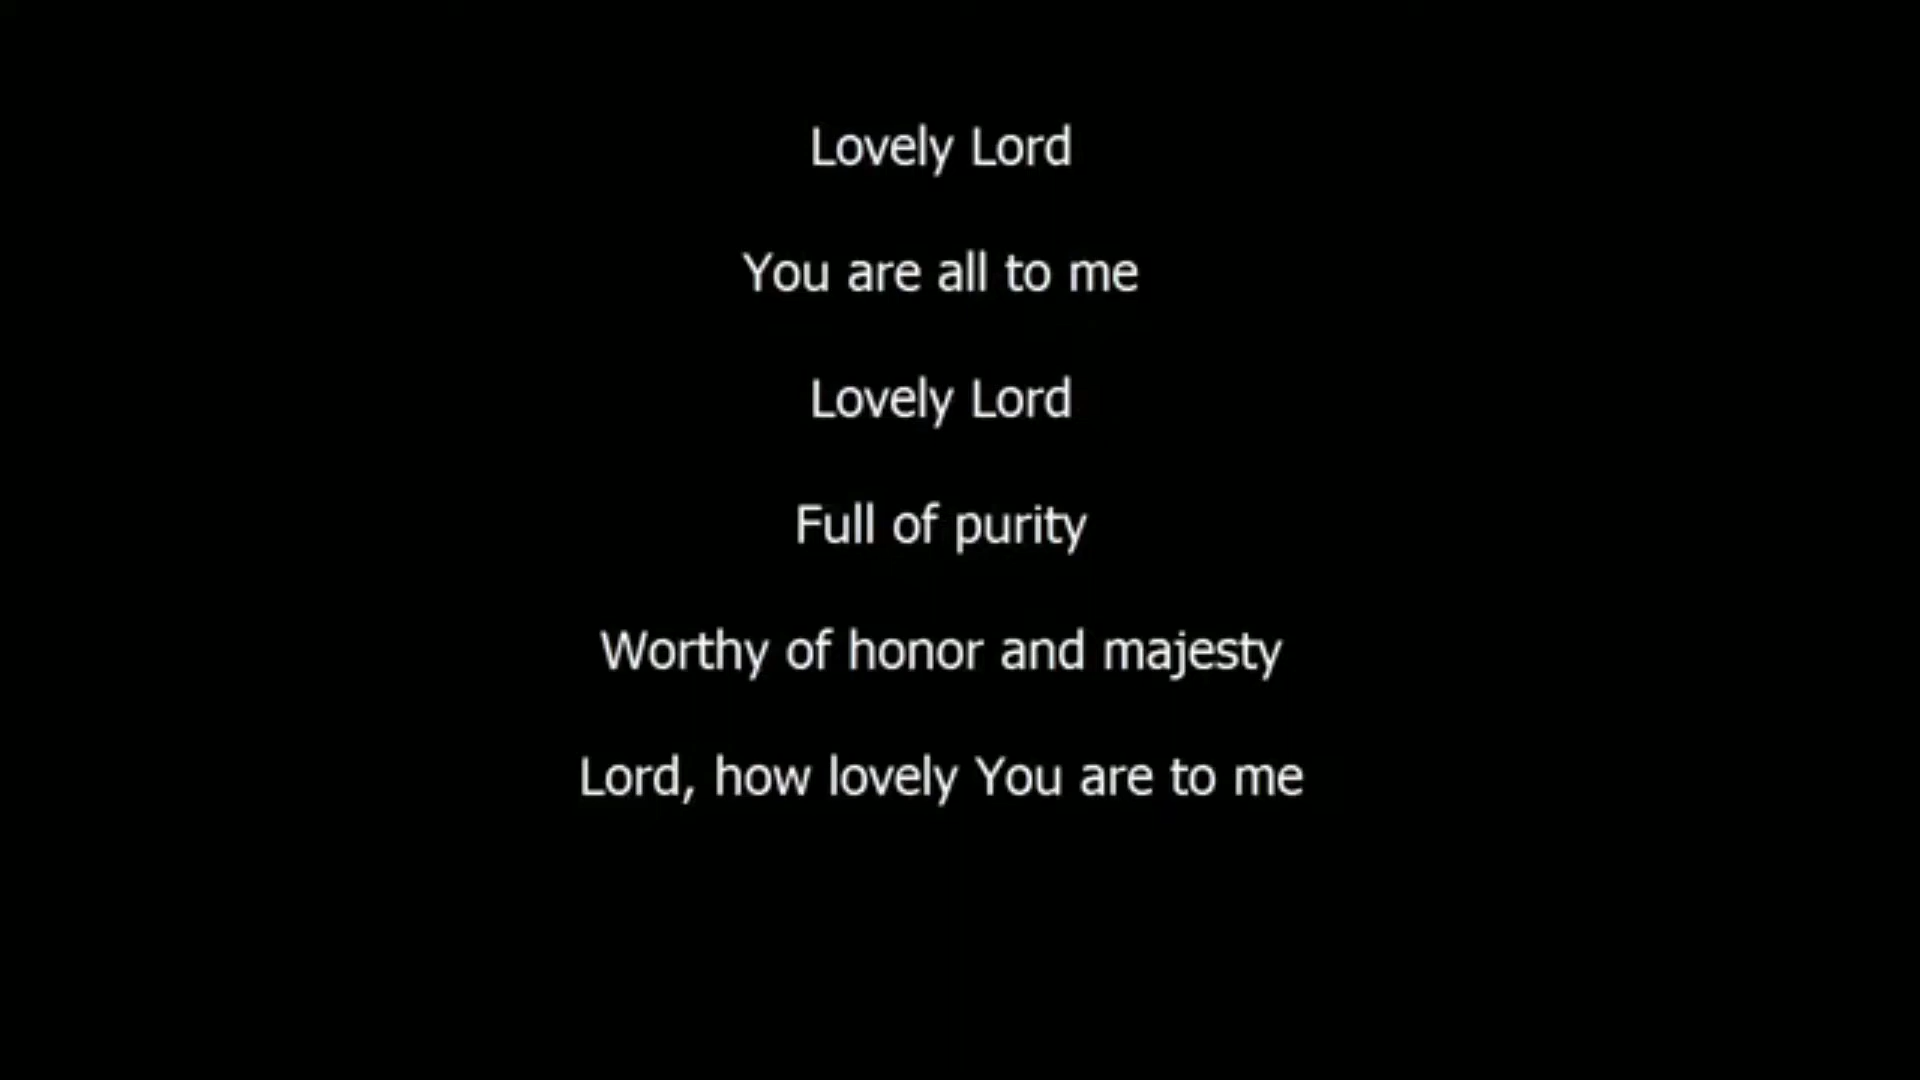 Lovely Lord
You are all to me
Lovely Lord
Full of purity
Worthy of honor and majesty
Lord, how lovely You are to me